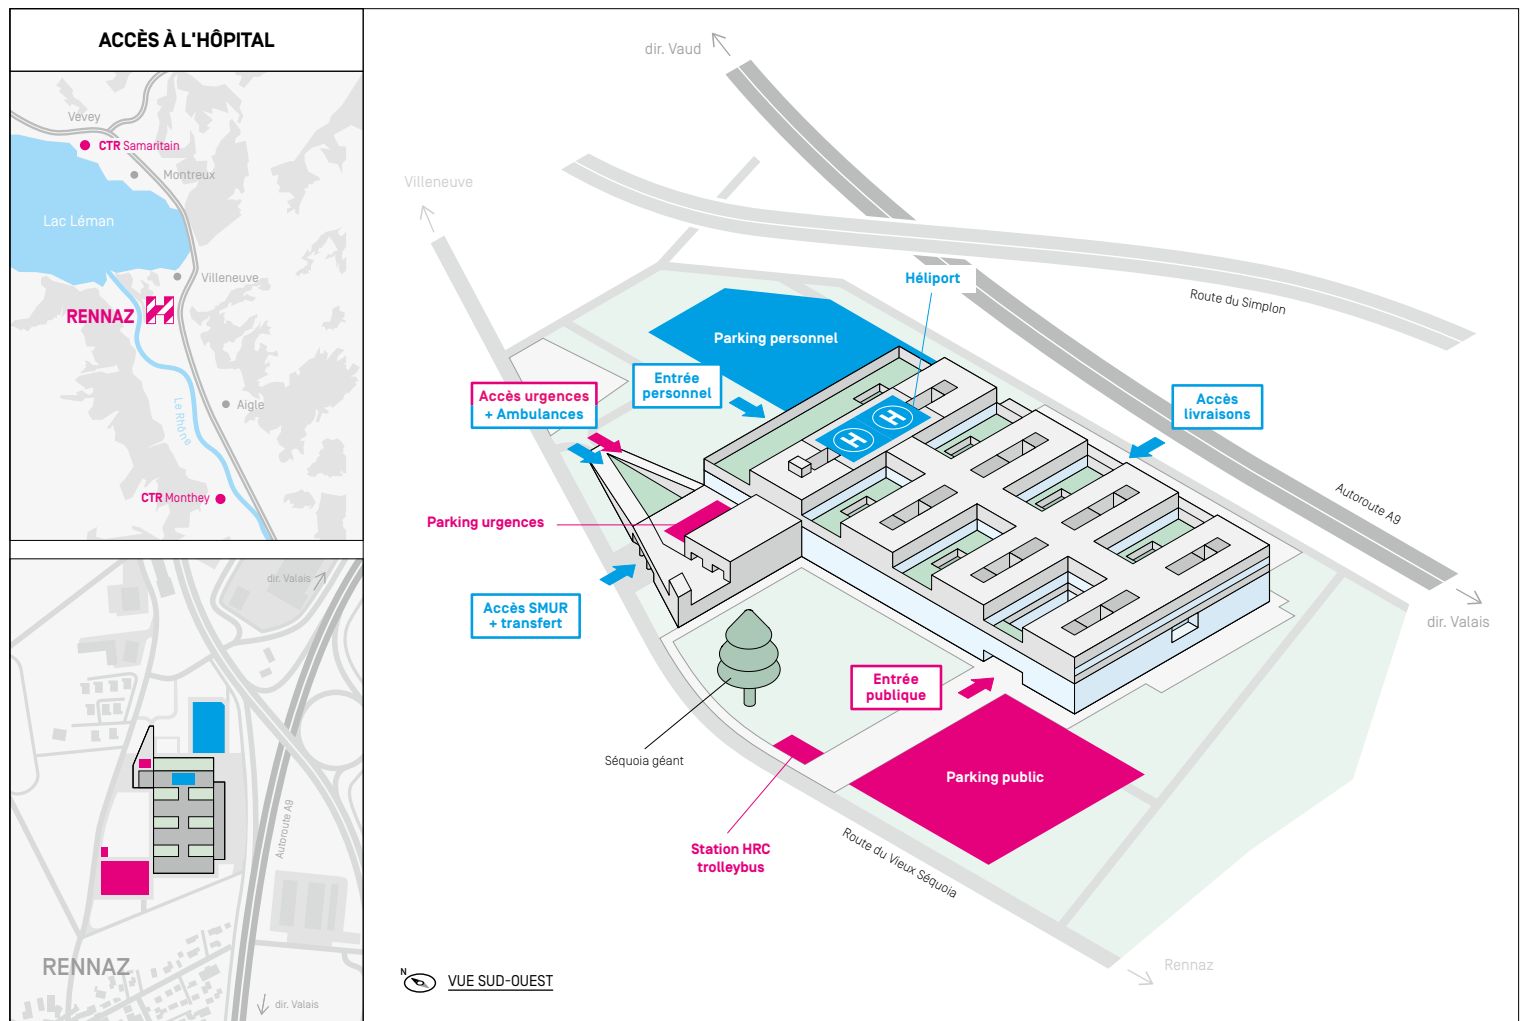 ACCÈS À L'HÔPITAL
Vevey
CTR Samaritain
Montreux
Lac Léman
Villeneuve
RENNAZ
Le Rhône
Aigle
CTR Monthey
dir. Valais
Autoroute A9
RENNAZ
dir. Valais
dir. Vaud
Villeneuve
Héliport
Route du Simplon
Parking personnel
Entrée
personnel
Accès urgences
+ Ambulances
Accès
livraisons
H H
Autoroute A9
Parking urgences
Accès SMUR
+ transfert
dir. Valais
Entrée
publique
Séquoia géant
Parking public
Station HRC
trolleybus
Route du Vieux Séquoia
Rennaz
N
VUE SUD-OUEST